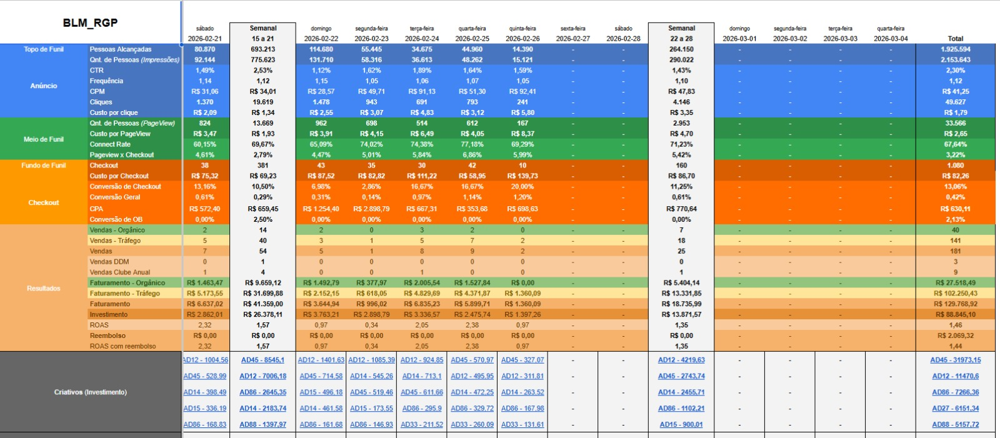 BLM_RGP
sábado Semanal domingo segunda-feira terça-feira quarta-feira quinta-feira sexta-feira sábado Semanal domingo segunda-feira terça-feira quarta-feira
2026-02-21 15 a 21 2026-02-22 2026-02-23 2026-02-24 2026-02-25 2026-02-26 2026-02-27 2026-02-28 22 a 28 2026-03-01 2026-03-02 2026-03-03 2026-03-04 Total
Topo de Funil Pessoas Alcançadas 80.870 693.213 114.680 55.445 34.675 44.960 14.390 - - 264.150 - - - - 1.925.594
Qnt. de Pessoas (Impressões) 92.144 775.623 131.710 58.316 36.613 48.262 15.121 - - 290.022 - - - - 2.153.643
CTR 1,49% 2,53% 1,12% 1,62% 1,89% 1,64% 1,59% - - 1,43% - - - - 2,30%
Anúncio Frequência 1,14 1,12 1,15 1,05 1,06 1,07 1,05 - - 1,10 - - - - 1,12
CPM R$ 31,06 R$ 34,01 R$ 28,57 R$ 49,71 R$ 91,13 R$ 51,30 R$ 92,41 - - R$ 47,83 - - - - R$ 41,25
Cliques 1.370 19.619 1.478 943 691 793 241 - - 4.146 - - - - 49.627
Custo por clique R$ 2,09 R$ 1,34 R$ 2,55 R$ 3,07 R$ 4,83 R$ 3,12 R$ 5,80 - - R$ 3,35 - - - - R$ 1,79
Qnt. de Pessoas (PageView) 824 13.669 962 698 514 612 167 - - 2.953 - - - - 33.566
Custo por PageView R$ 3,47 R$ 1,93 R$ 3,91 R$ 4,15 R$ 6,49 R$ 4,05 R$ 8,37 - - R$ 4,70 - - - - R$ 2,65
Meio de Funil Connect Rate 60,15% 69,67% 65,09% 74,02% 74,38% 77,18% 69,29% - - 71,23% - - - - 67,64%
Pageview x Checkout 4,61% 2,79% 4,47% 5,01% 5,84% 6,86% 5,99% - - 5,42% - - - - 3,22%
Fundo de Funil Checkout 38 381 43 35 30 42 10 - - 160 - - - - 1.080
Custo por Checkout R$ 75,32 R$ 69,23 R$ 87,52 R$ 82,82 R$ 111,22 R$ 58,95 R$ 139,73 - - R$ 86,70 - - - - R$ 82,26
Conversão de Checkout 13,16% 10,50% 6,98% 2,86% 16,67% 16,67% 20,00% - - 11,25% - - - - 13,06%
Conversão Geral 0,61% 0,29% 0,31% 0,14% 0,97% 1,14% 1,20% - - 0,61% - - - - 0,42%
Checkout CPA R$ 572,40 R$ 659,45 R$ 1.254,40 R$ 2.898,79 R$ 667,31 R$ 353,68 R$ 698,63 - - R$ 770,64 - - - - R$ 630,11
Conversão de OB 0,00% 2,50% 0,00% 0,00% 0,00% 0,00% 0,00% - - 0,00% - - - - 2,13%
Vendas - Orgânico 2 14 2 0 3 2 0 - - 7 - - - - 40
Vendas - Tráfego 5 40 3 1 5 7 2 - - 18 - - - - 141
Vendas 7 54 5 1 8 9 2 - - 25 - - - - 181
Vendas DDM 0 1 0 0 0 0 0 - - 0 - - - - 3
Vendas Clube Anual 1 4 0 0 1 0 0 - - 1 - - - - 9
Faturamento - Orgânico R$ 1.463,47 R$ 9.659,12 R$ 1.492,79 R$ 377,97 R$ 2.005,54 R$ 1.527,84 R$ 0,00 - - R$ 5.404,14 - - - - R$ 27.518,49
Resultados Faturamento - Tráfego R$ 5.173,55 R$ 31.699,88 R$ 2.152,15 R$ 618,05 R$ 4.829,69 R$ 4.371,87 R$ 1.360,09 - - R$ 13.331,85 - - - - R$ 102.250,43
Faturamento R$ 6.637,02 R$ 41.359,00 R$ 3.644,94 R$ 996,02 R$ 6.835,23 R$ 5.899,71 R$ 1.360,09 - - R$ 18.735,99 - - - - R$ 129.768,92
Investimento R$ 2.862,01 R$ 26.378,11 R$ 3.763,21 R$ 2.898,79 R$ 3.336,57 R$ 2.475,74 R$ 1.397,26 - - R$ 13.871,57 - - - - R$ 88.845,10
ROAS 2,32 1,57 0,97 0,34 2,05 2,38 0,97 - - 1,35 - - - - 1,46
Reembolso R$ 0,00 R$ 0,00 R$ 0,00 R$ 0,00 R$ 0,00 R$ 0,00 R$ 0,00 - - R$ 0,00 - - - - R$ 2.069,32
ROAS com reembolso 2,32 1,57 0,97 0,34 2,05 2,38 0,97 - - 1,35 - - - - 1,44
AD12 - 1004.56 AD45 - 8545,1 AD12 - 1401.63 AD12 - 1085.39 AD12 - 924.85 AD45 - 570.97 AD45 - 327.07 - - AD12 - 4219,63 - - - - AD45 - 31973,15
AD45 - 528.99 AD12 - 7006,18 AD45 - 714.58 AD14 - 545.26 AD14 - 713.1 AD12 - 495.95 AD12 - 311.81 - - AD45 - 2743,74 - - - - AD12 - 11470,6
Criativos (Investimento) AD14 - 398.49 AD86 - 2645,35 AD15 - 496.18 AD45 - 519.46 AD45 - 611.66 AD14 - 472.25 AD14 - 263.52 - - AD14 - 2455,71 - - - - AD86 - 7266,36
AD15 - 336.19 AD14 - 2183,74 AD14 - 461.58 AD15 - 173.55 AD86 - 295.9 AD86 - 329.72 AD86 - 167.98 - - AD86 - 1102,21 - - - - AD27 - 6151,34
AD86 - 168.83 AD88 - 1397,97 AD86 - 161.68 AD86 - 146.93 AD33 - 211.52 AD33 - 260.09 AD33 - 131.61 - - AD15 - 900,01 - - - - AD88 - 5157,72